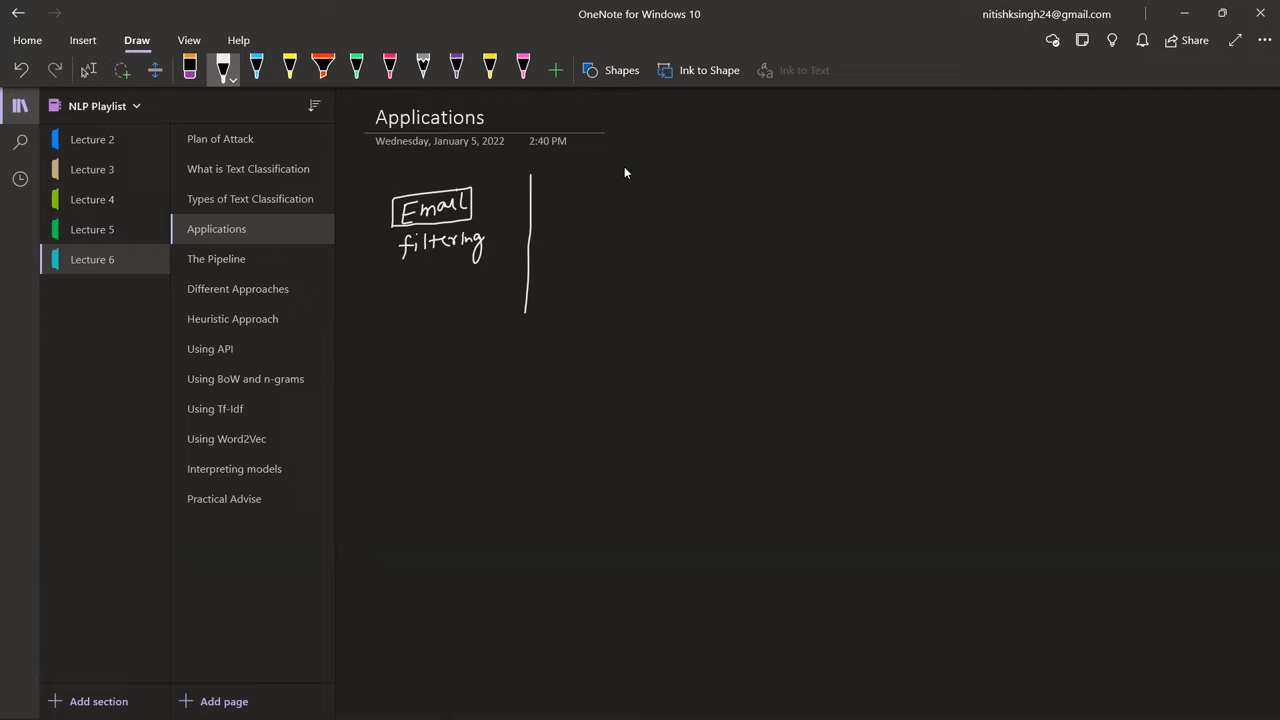 OneNote for Windows 10
nitishksingh24@gmail.com
Home Insert Draw View Help
Share
Shapes
Ink to Shape
Ink to Text
NLP Playlist
Lecture 2
Lecture 3
Lecture 4
Lecture 5
Lecture 6
Plan of Attack
What is Text Classification
Types of Text Classification
Applications
The Pipeline
Different Approaches
Heuristic Approach
Using API
Using BoW and n-grams
Using Tf-Idf
Using Word2Vec
Interpreting models
Practical Advise
Add section
Add page
Applications
Wednesday, January 5, 2022 2:40 PM
Email
filtering